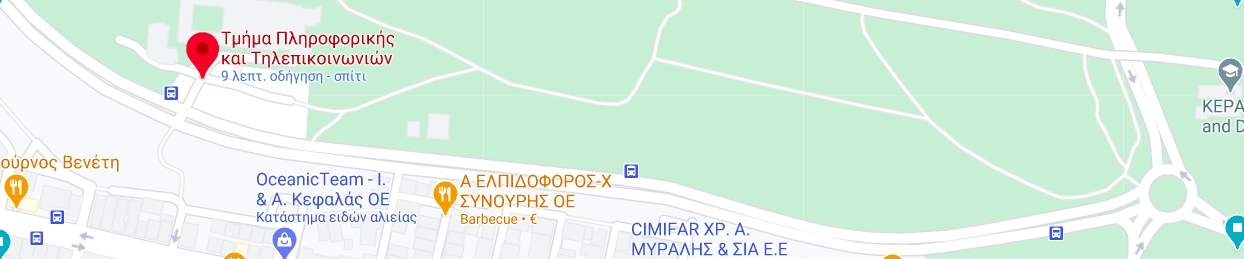 Τμήμα Πληροφορικής
και Τηλεπικοινωνιών
9 λεπτ. οδήγηση - σπίτι
ΚΕΡΑ
and D
ούρνος Βενέτη
OceanicTeam - Ι.
& Α. Κεφαλάς ΟΕ
Κατάστημα ειδών αλιείας
Α ΕΛΠΙΔΟΦΟΡΟΣ-Χ
ΣΥΝΟΥΡΗΣ ΟΕ
Barbecue • €
CIMIFAR ΧΡ. Α.
ΜΥΡΑΛΗΣ & ΣΙΑ Ε.Ε